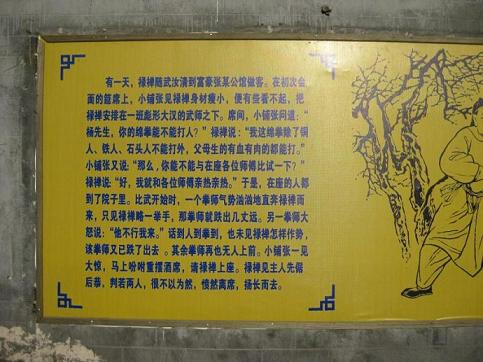 有一天，禄禅随武汝清到富豪张某公馆做客。在初次会
面的筵席上，小铺张见禄禅身材瘦小，便有些看不起，把
禄禅安排在一班彪形大汉的武师之下。席间，小铺张问道：“
杨先生，你的绵拳能不能打人？”禄禅说：“我这绵拳除了铜
人、铁人、石头人不能打外，父母生的有血有肉的都能打。”
小铺张又说：“那么，你能不能与在座各位师傅比试一下？”
禄禅说：“好，我就和各位师傅亲热亲热。”于是，在座的人都
到了院子里。比武开始时，一个拳师气势汹汹地直奔禄禅而
来，只见禄禅略一举手，那拳师就跌出几丈远。另一拳师大
怒说：“他不行我来。”话到人到拳到，也未见禄禅怎样作势，
该拳师又已跌了出去。其余拳师再也无人上前。小铺张一见
大惊，马上吩咐重摆酒席，请禄禅上座。禄禅见主人先倨
后恭，判若两人，很不以为然，愤然离席，扬长而去。